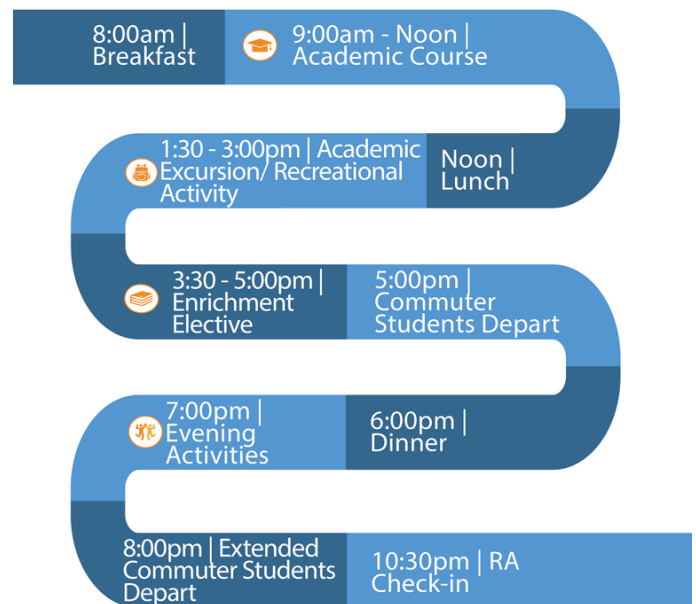 8:00am |
Breakfast
9:00am - Noon |
Academic Course
Noon |
Lunch
1:30 - 3:00pm | Academic
Excursion/ Recreational
Activity
3:30 - 5:00pm |
Enrichment
Elective
5:00pm |
Commuter
Students Depart
6:00pm |
Dinner
7:00pm |
Evening
Activities
8:00pm | Extended
Commuter Students
Depart
10:30pm | RA
Check-in